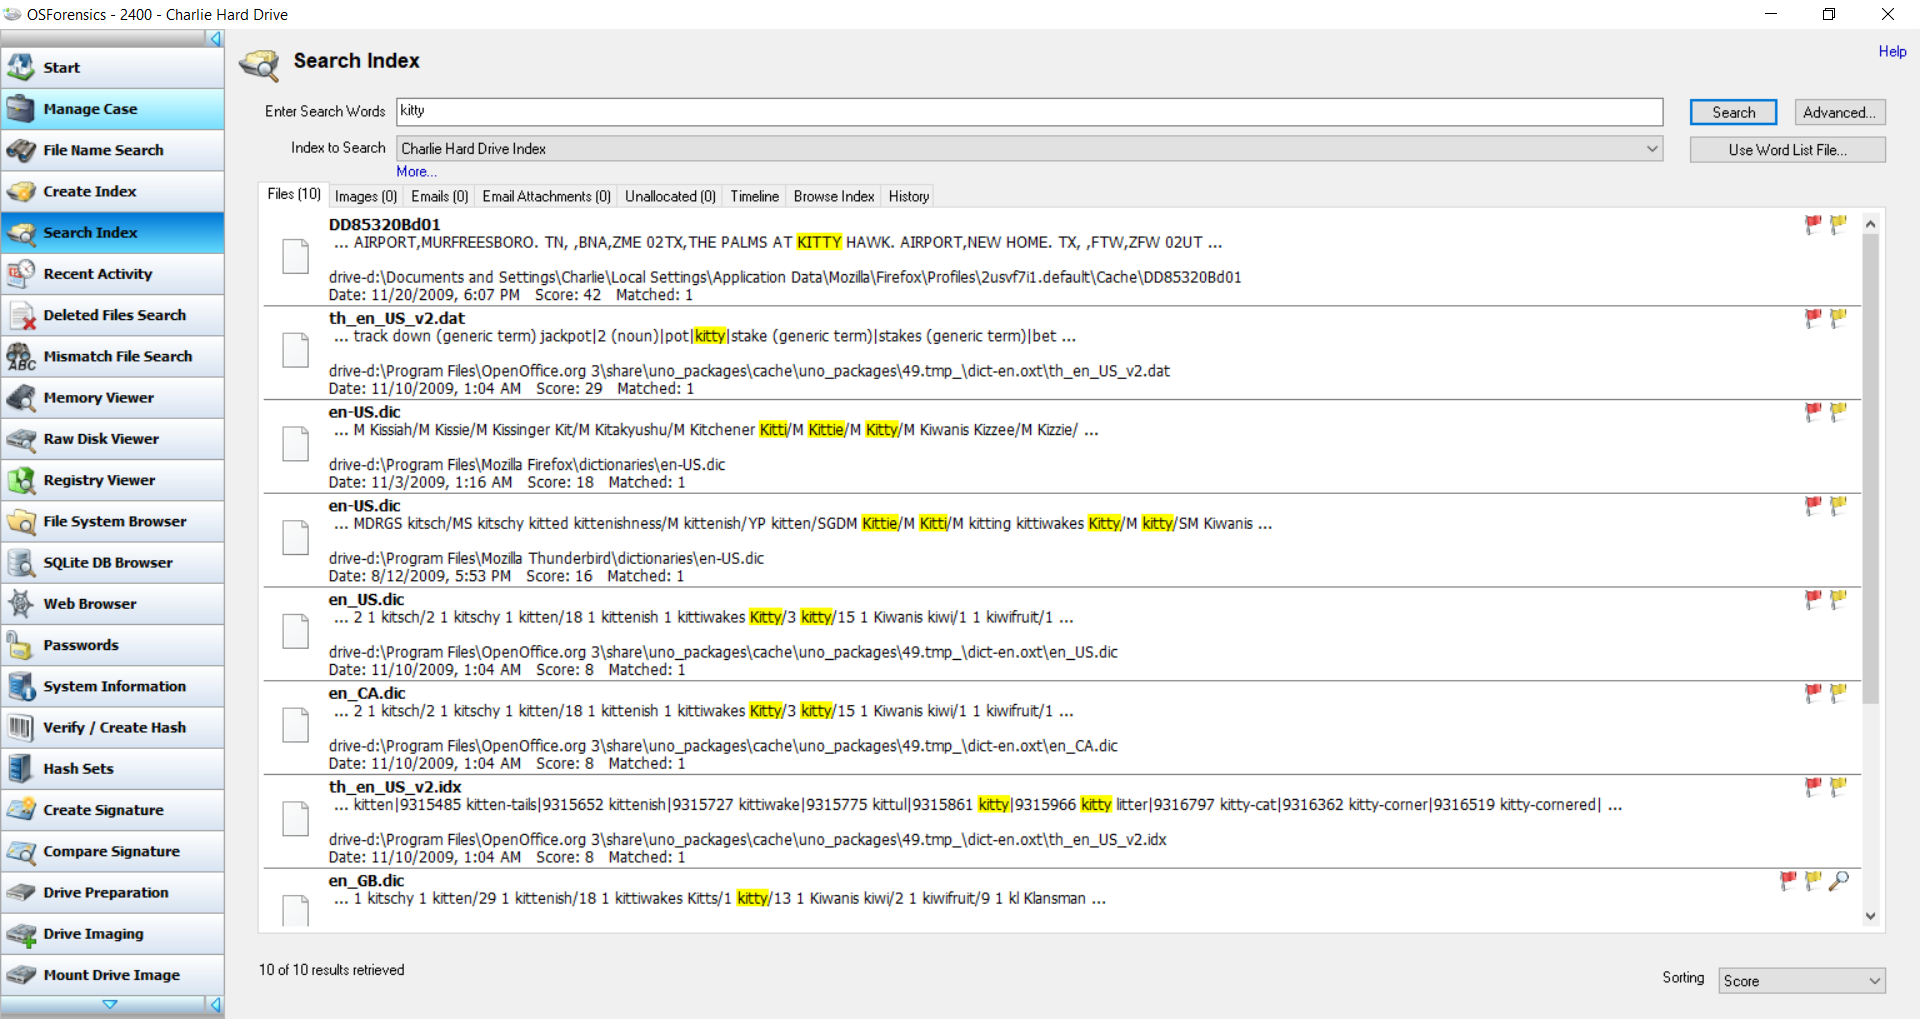 OSForensics - 2400 - Charlie Hard Drive
Start
Manage Case
File Name Search
Create Index
Search Index
Recent Activity
Deleted Files Search
Mismatch File Search
Memory Viewer
Raw Disk Viewer
Registry Viewer
File System Browser
SQLite DB Browser
Web Browser
Passwords
System Information
Verify / Create Hash
Hash Sets
Create Signature
Compare Signature
Drive Preparation
Drive Imaging
Mount Drive Image
Search Index
Help
Enter Search Words kitty Search Advanced...
Index to Search Charlie Hard Drive Index Use Word List File...
More...
Files (10) Images (0) Emails (0) Email Attachments (0) Unallocated (0) Timeline Browse Index History
DD85320Bd01
... AIRPORT,MURFREESBORO. TN, ,BNA,ZME 02TX,THE PALMS AT KITTY HAWK. AIRPORT,NEW HOME. TX, ,FTW,ZFW 02UT ...
drive-d:\Documents and Settings\Charlie\Local Settings\Application Data\Mozilla\Firefox\Profiles\2usvf7i1.default\Cache\DD85320Bd01
Date: 11/20/2009, 6:07 PM Score: 42 Matched: 1
th_en_US_v2.dat
... track down (generic term) jackpot|2 (noun)|pot|kitty|stake (generic term)|stakes (generic term)|bet ...
drive-d:\Program Files\OpenOffice.org 3\share\uno_packages\cache\uno_packages\49.tmp_\dict-en.oxt\th_en_US_v2.dat
Date: 11/10/2009, 1:04 AM Score: 29 Matched: 1
en-US.dic
... M Kissiah/M Kissie/M Kissinger Kit/M Kitakyushu/M Kitchener Kitti/M Kittie/M Kitty/M Kiwanis Kizzee/M Kizzie/ ...
drive-d:\Program Files\Mozilla Firefox\dictionaries\en-US.dic
Date: 11/3/2009, 1:16 AM Score: 18 Matched: 1
en-US.dic
... MDRGS kitsch/MS kitschy kitted kittenishness/M kittenish/YP kitten/SGDM Kittie/M Kitti/M kitting kittiwakes Kitty/M kitty/SM Kiwanis ...
drive-d:\Program Files\Mozilla Thunderbird\dictionaries\en-US.dic
Date: 8/12/2009, 5:53 PM Score: 16 Matched: 1
en_US.dic
... 2 1 kitsch/2 1 kitschy 1 kitten/18 1 kittenish 1 kittiwakes Kitty/3 kitty/15 1 Kiwanis kiwi/1 1 kiwifruit/1 ...
drive-d:\Program Files\OpenOffice.org 3\share\uno_packages\cache\uno_packages\49.tmp_\dict-en.oxt\en_US.dic
Date: 11/10/2009, 1:04 AM Score: 8 Matched: 1
en_CA.dic
... 2 1 kitsch/2 1 kitschy 1 kitten/18 1 kittenish 1 kittiwakes Kitty/3 kitty/15 1 Kiwanis kiwi/1 1 kiwifruit/1 ...
drive-d:\Program Files\OpenOffice.org 3\share\uno_packages\cache\uno_packages\49.tmp_\dict-en.oxt\en_CA.dic
Date: 11/10/2009, 1:04 AM Score: 8 Matched: 1
th_en_US_v2.idx
... kitten|9315485 kitten-tails|9315652 kittenish|9315727 kittiwake|9315775 kittul|9315861 kitty|9315966 kitty litter|9316797 kitty-cat|9316362 kitty-corner|9316519 kitty-cornered| ...
drive-d:\Program Files\OpenOffice.org 3\share\uno_packages\cache\uno_packages\49.tmp_\dict-en.oxt\th_en_US_v2.idx
Date: 11/10/2009, 1:04 AM Score: 8 Matched: 1
en_GB.dic
... 1 kitschy 1 kitten/29 1 kittenish/18 1 kittiwakes Kitts/1 kitty/13 1 Kiwanis kiwi/2 1 kiwifruit/9 1 kl Klansman ...
10 of 10 results retrieved
Sorting Score